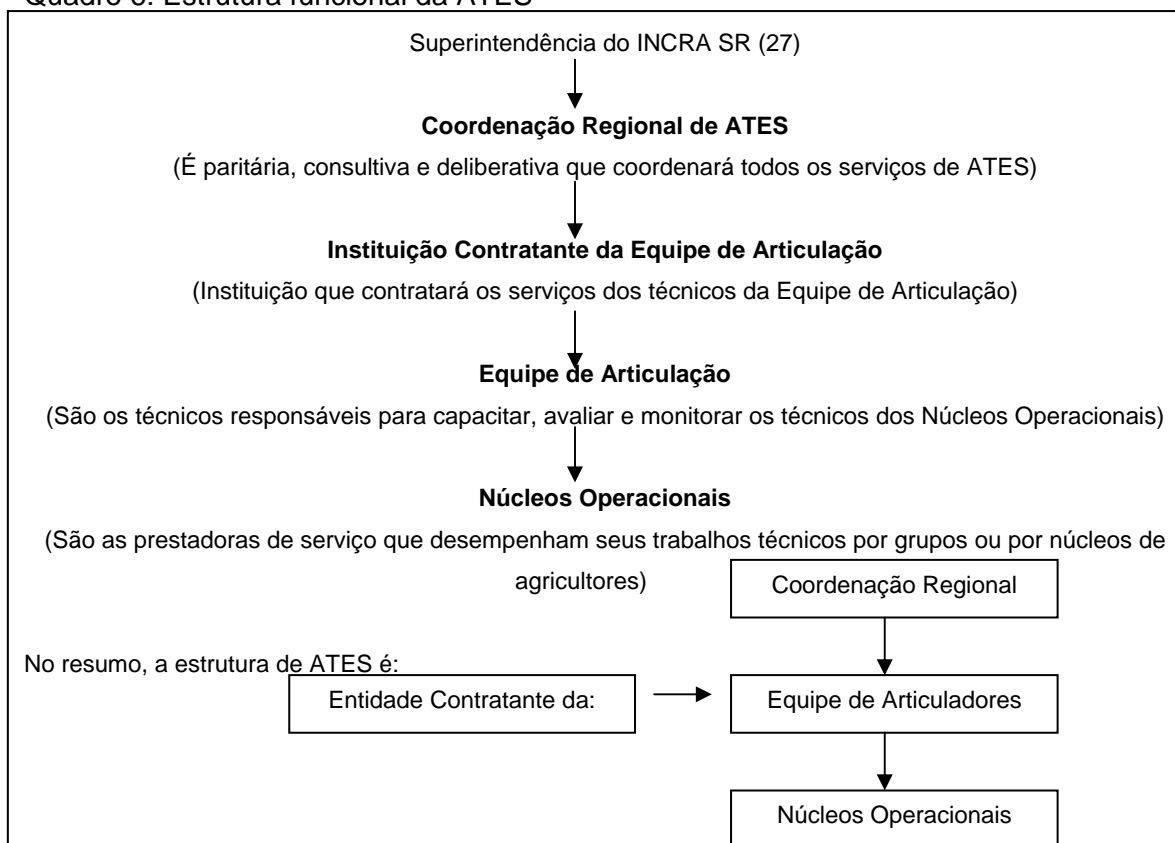 Estrutura funcional da ATES
Superintendência do INCRA SR (27)
Coordenação Regional de ATES
(É paritária, consultiva e deliberativa que coordenará todos os serviços de ATES)
Instituição Contratante da Equipe de Articulação
(Instituição que contratará os serviços dos técnicos da Equipe de Articulação)
Equipe de Articulação
(São os técnicos responsáveis para capacitar, avaliar e monitorar os técnicos dos Núcleos Operacionais)
Núcleos Operacionais
(São as prestadoras de serviço que desempenham seus trabalhos técnicos por grupos ou por núcleos de
agricultores)
Coordenação Regional
No resumo, a estrutura de ATES é:
Entidade Contratante da:
Equipe de Articuladores
Núcleos Operacionais